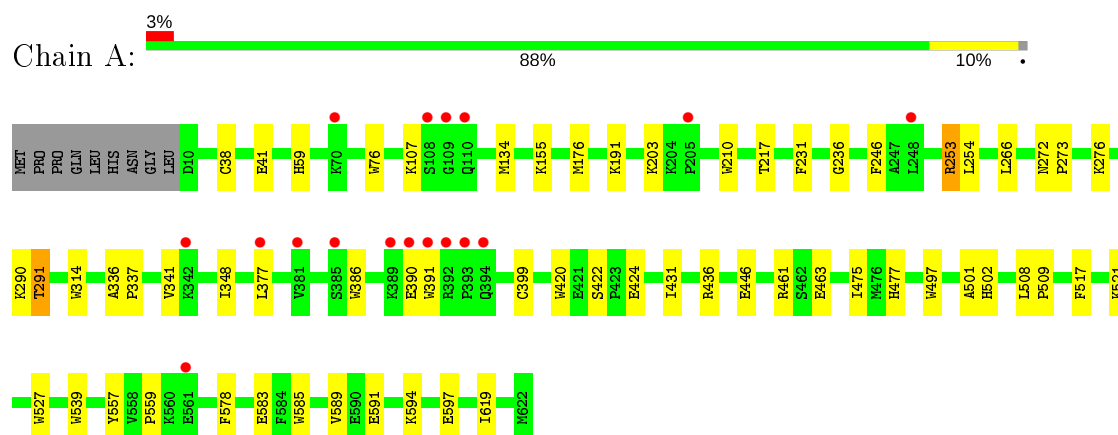 3%
Chain A:
88% 10% •
MET PRO PRO GLN LEU HIS ASN GLY LEU D10 C38 E41 H59 K70 W76 K107 S108 G109 Q110 M134 K155 M176 K191 K203 K204 P205 W210 T217 F231 G236 F246 A247 L248 R253 L254 L266 N272 P273 K276
K290 T291 W314 A336 P337 V341 K342 I348 L377 V381 S385 W386 K389 E390 W391 R392 P393 Q394 C399 W420 E421 S422 P423 E424 I431 R436 E446 R461 S462 E463 I475 M476 H477 W497 A501 H502 L508 P509 F517
W527 W539 Y557 V558 P559 K560 E561 F578 E583 F584 W585 V589 E590 E591 K594 E597 I619 M622